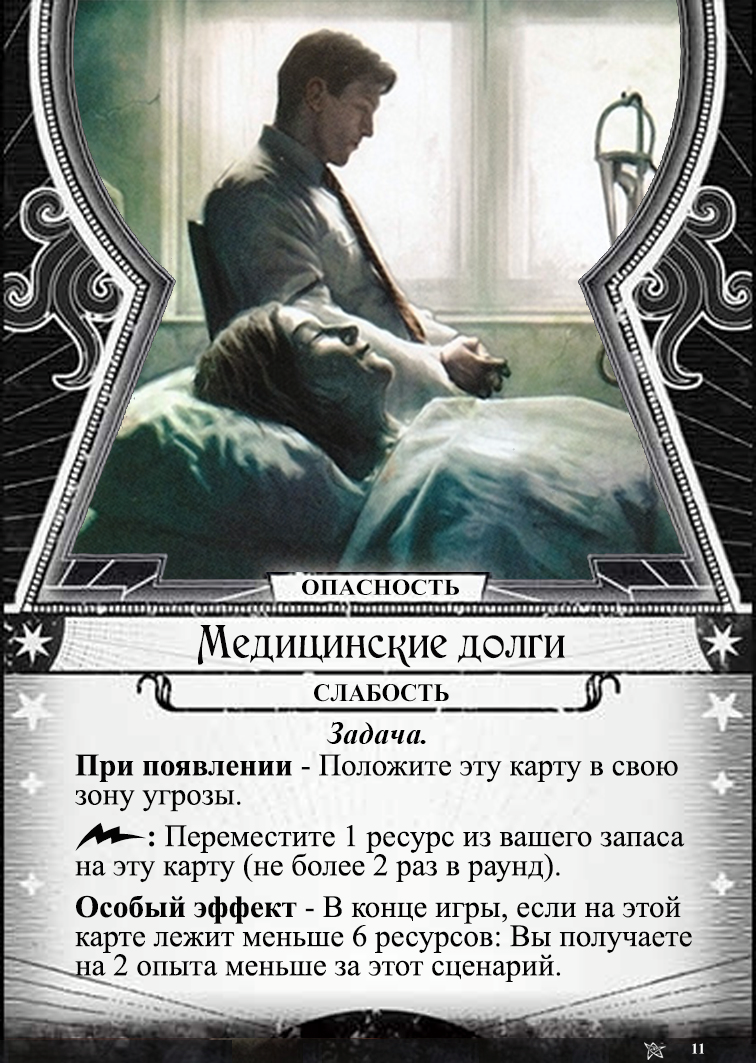 ОПАСНОСТЬ
Медицинские долги
СЛАБОСТЬ
Задача.
При появлении - Положите эту карту в свою
зону угрозы.
: Переместите 1 ресурс из вашего запаса
на эту карту (не более 2 раз в раунд).
Особый эффект - В конце игры, если на этой
карте лежит меньше 6 ресурсов: Вы получаете
на 2 опыта меньше за этот сценарий.
11